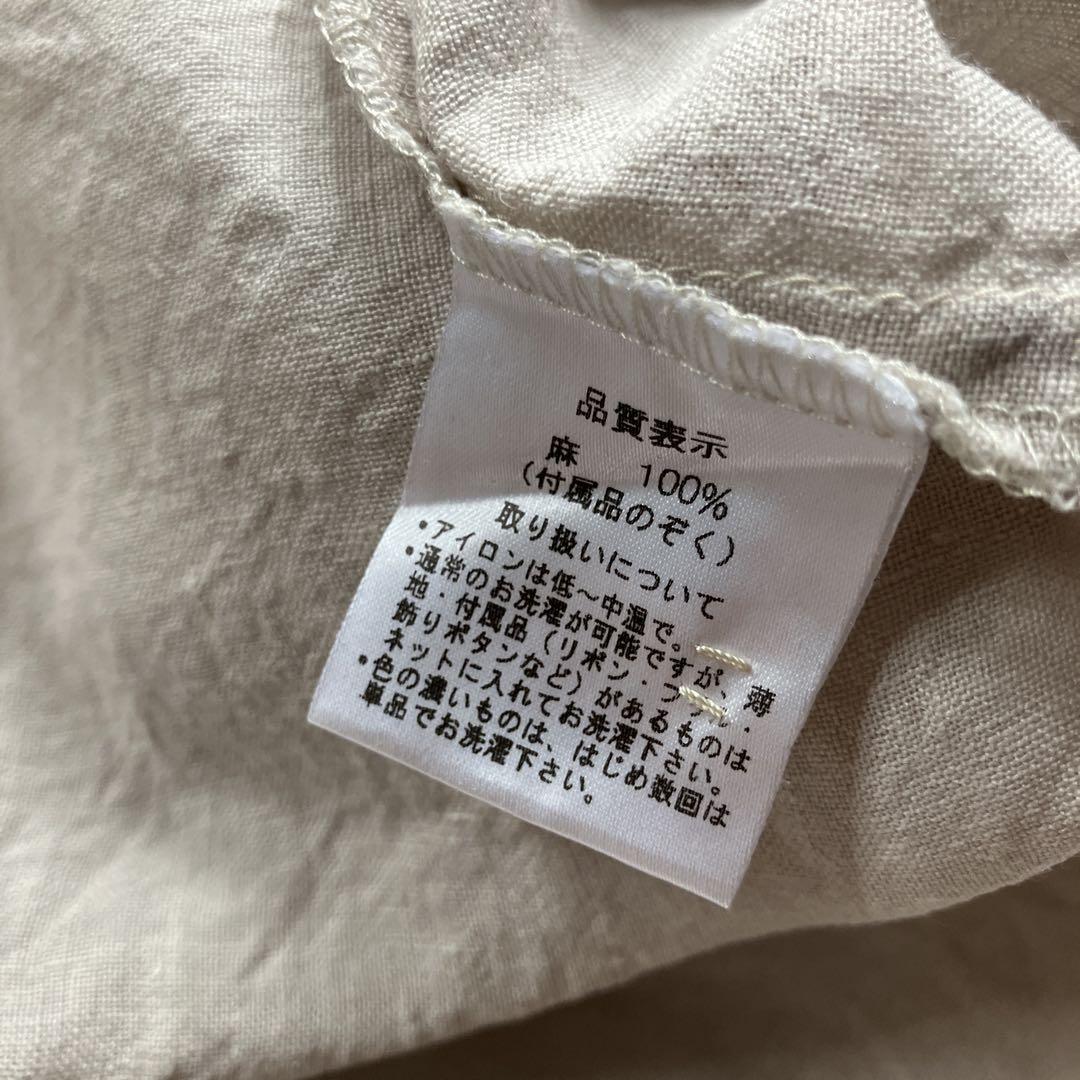 品質表示
麻 100%
(付属品のぞく)
取り扱いについて
・アイロンは低〜中温で。
・通常のお洗濯が可能ですが、薄
地・付属品(リボン・フリル・
飾りボタンなど)があるものは
ネットに入れてお洗濯下さい。
・色の濃いものは、はじめ数回は
単品でお洗濯下さい。